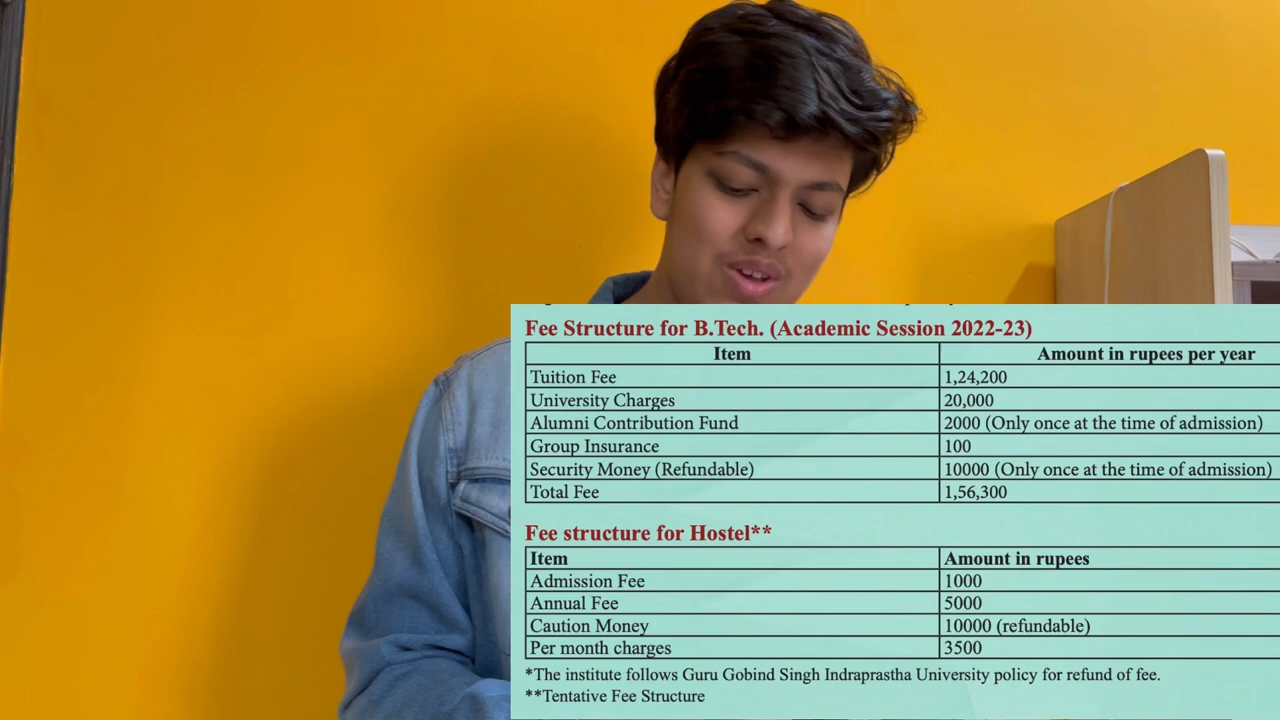 Fee Structure for B.Tech. (Academic Session 2022-23)
Item Amount in rupees per year
Tuition Fee 1,24,200
University Charges 20,000
Alumni Contribution Fund 2000 (Only once at the time of admission)
Group Insurance 100
Security Money (Refundable) 10000 (Only once at the time of admission)
Total Fee 1,56,300
Fee structure for Hostel**
Item Amount in rupees
Admission Fee 1000
Annual Fee 5000
Caution Money 10000 (refundable)
Per month charges 3500
*The institute follows Guru Gobind Singh Indraprastha University policy for refund of fee.
**Tentative Fee Structure